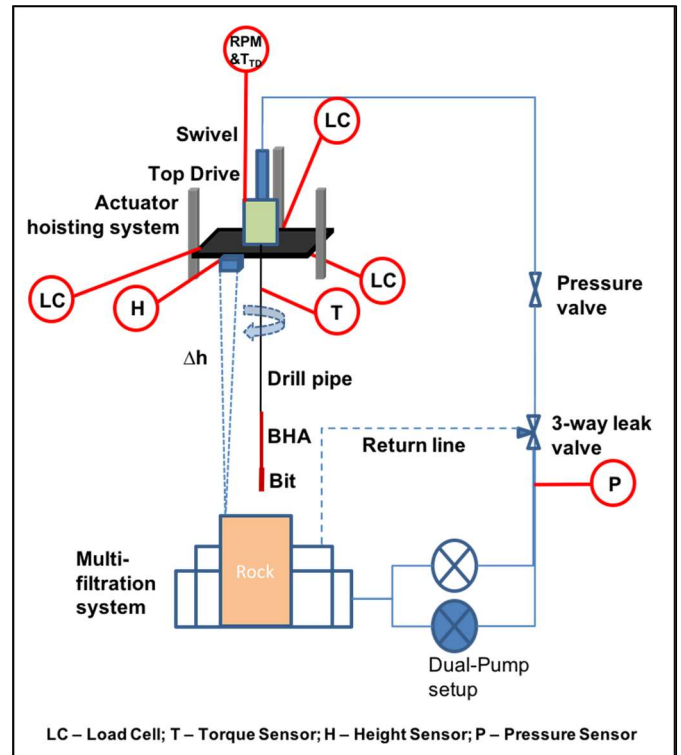 RPM
&T_TD
LC
Swivel
Top Drive
Actuator
hoisting system
LC
H
LC
T
Pressure
valve
Δh
Drill pipe
3-way leak
valve
BHA
Return line
Bit
P
Multi-
filtration
system
Rock
Dual-Pump
setup
LC – Load Cell; T – Torque Sensor; H – Height Sensor; P – Pressure Sensor